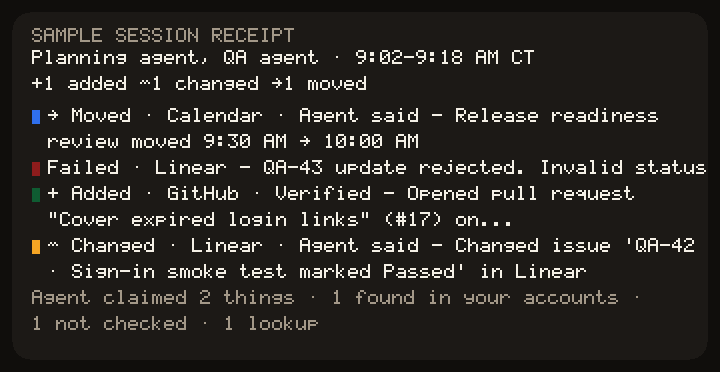 SAMPLE SESSION RECEIPT
Planning agent, QA agent · 9:02–9:18 AM CT
+1 added ~1 changed →1 moved
→ Moved · Calendar · Agent said — Release readiness
review moved 9:30 AM → 10:00 AM
Failed · Linear — QA-43 update rejected. Invalid status
+ Added · GitHub · Verified — Opened pull request
"Cover expired login links" (#17) on...
~ Changed · Linear · Agent said — Changed issue 'QA-42
· Sign-in smoke test marked Passed' in Linear
Agent claimed 2 things · 1 found in your accounts ·
1 not checked · 1 lookup